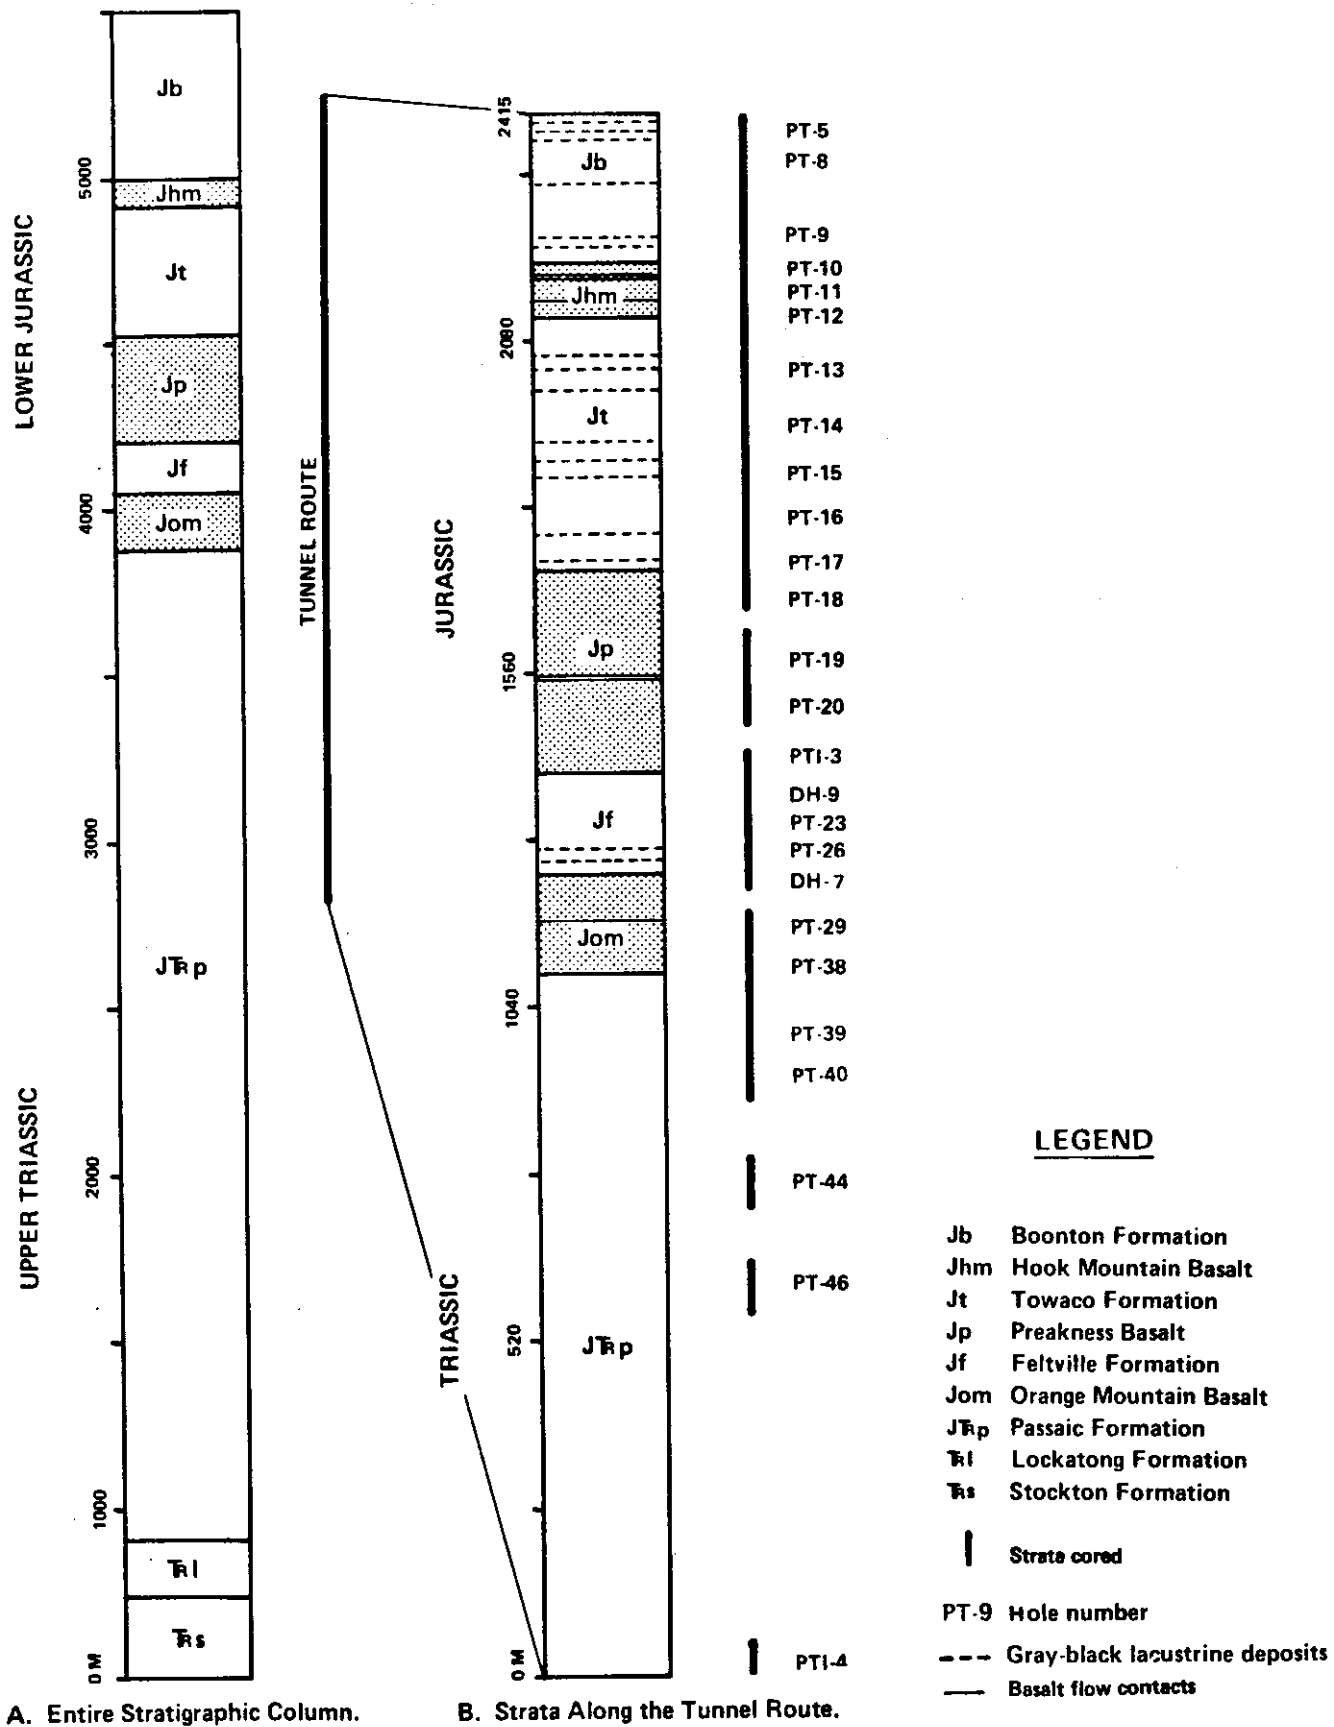 LOWER JURASSIC
UPPER TRIASSIC
5000
4000
3000
2000
1000
0 M
Jb
Jhm
Jt
Jp
Jf
Jom
JTRp
TRl
TRs
TUNNEL ROUTE
JURASSIC
TRIASSIC
2415
2080
1560
1040
520
0 M
Jb
Jhm
Jt
Jp
Jf
Jom
JTRp
PT-5
PT-8
PT-9
PT-10
PT-11
PT-12
PT-13
PT-14
PT-15
PT-16
PT-17
PT-18
PT-19
PT-20
PTI-3
DH-9
PT-23
PT-26
DH-7
PT-29
PT-38
PT-39
PT-40
PT-44
PT-46
PTI-4
LEGEND
Jb Boonton Formation
Jhm Hook Mountain Basalt
Jt Towaco Formation
Jp Preakness Basalt
Jf Feltville Formation
Jom Orange Mountain Basalt
JTRp Passaic Formation
TRl Lockatong Formation
TRs Stockton Formation
Strata cored
PT-9 Hole number
Gray-black lacustrine deposits
Basalt flow contacts
A. Entire Stratigraphic Column.
B. Strata Along the Tunnel Route.